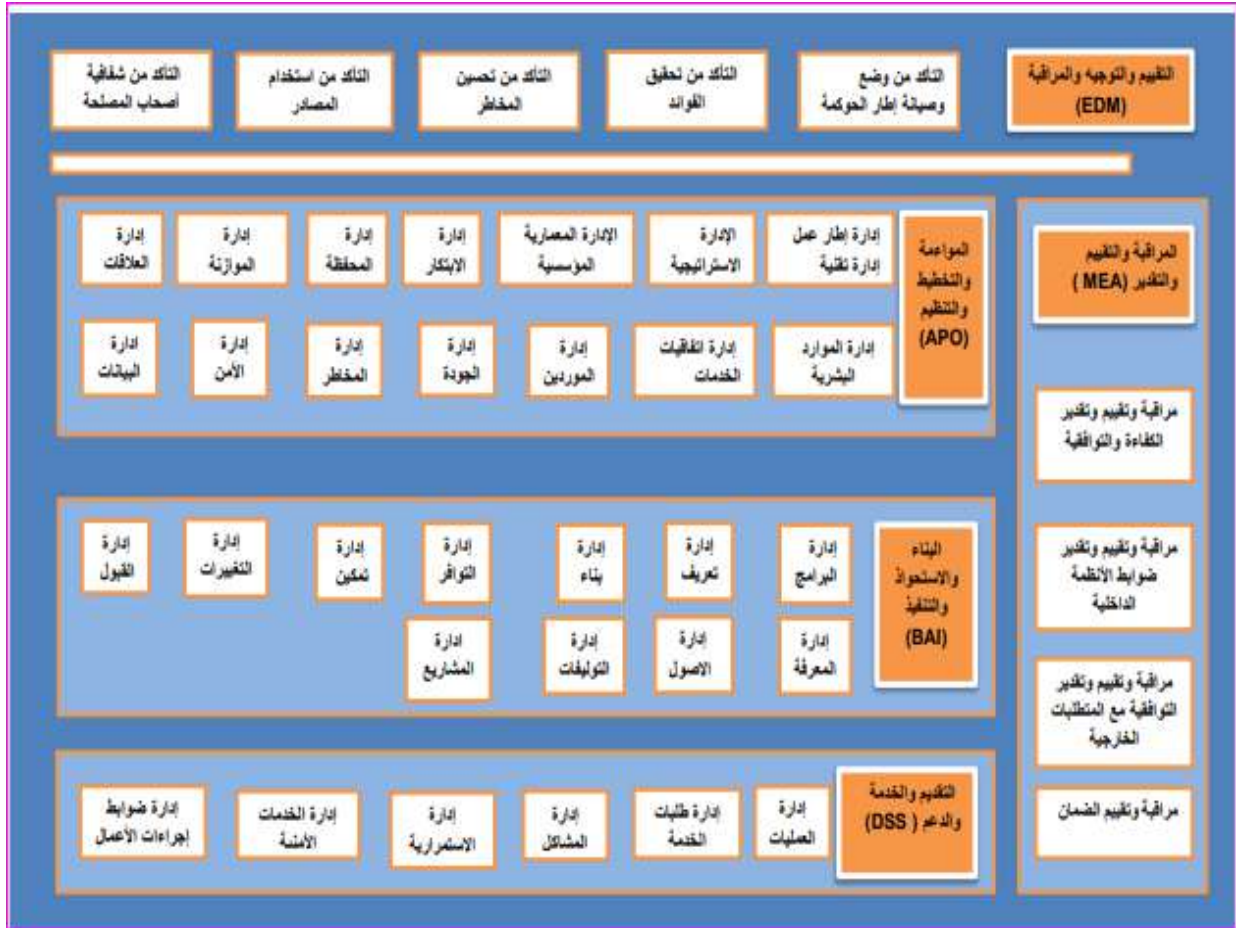 التقييم والتوجيه والمراقبة
(EDM)
التأكد من وضع
وصيانة إطار الحوكمة
التأكد من تحقيق
الفوائد
التأكد من تحسين
المخاطر
التأكد من استخدام
المصادر
التأكد من شفافية
أصحاب المصلحة
المراقبة والتقييم
والتقدير (MEA )
مراقبة وتقييم وتقدير
الكفاءة والتوافقية
مراقبة وتقييم وتقدير
ضوابط الأنظمة
الداخلية
مراقبة وتقييم وتقدير
التوافقية مع المتطلبات
الخارجية
مراقبة وتقييم الضمان
المواءمة
والتخطيط
والتنظيم
(APO)
إدارة إطار عمل
إدارة تقنية
الإدارة
الاستراتيجية
الإدارة المعمارية
المؤسسية
إدارة
الابتكار
إدارة
المحفظة
إدارة
الموازنة
إدارة
العلاقات
إدارة الموارد
البشرية
إدارة اتفاقيات
الخدمات
إدارة
الموردين
إدارة
الجودة
إدارة
المخاطر
إدارة
الأمن
ادارة
البيانات
البناء
والاستحواذ
والتنفيذ
(BAI)
إدارة
البرامج
إدارة
تعريف
إدارة
بناء
إدارة
التوافر
إدارة
تمكين
إدارة
التغييرات
إدارة
القبول
إدارة
المعرفة
إدارة
الاصول
إدارة
التوليفات
ادارة
المشاريع
التقديم والخدمة
والدعم ( DSS)
إدارة
العمليات
إدارة طلبات
الخدمة
إدارة
المشاكل
إدارة
الاستمرارية
إدارة الخدمات
الأمنية
إدارة ضوابط
إجراءات الأعمال